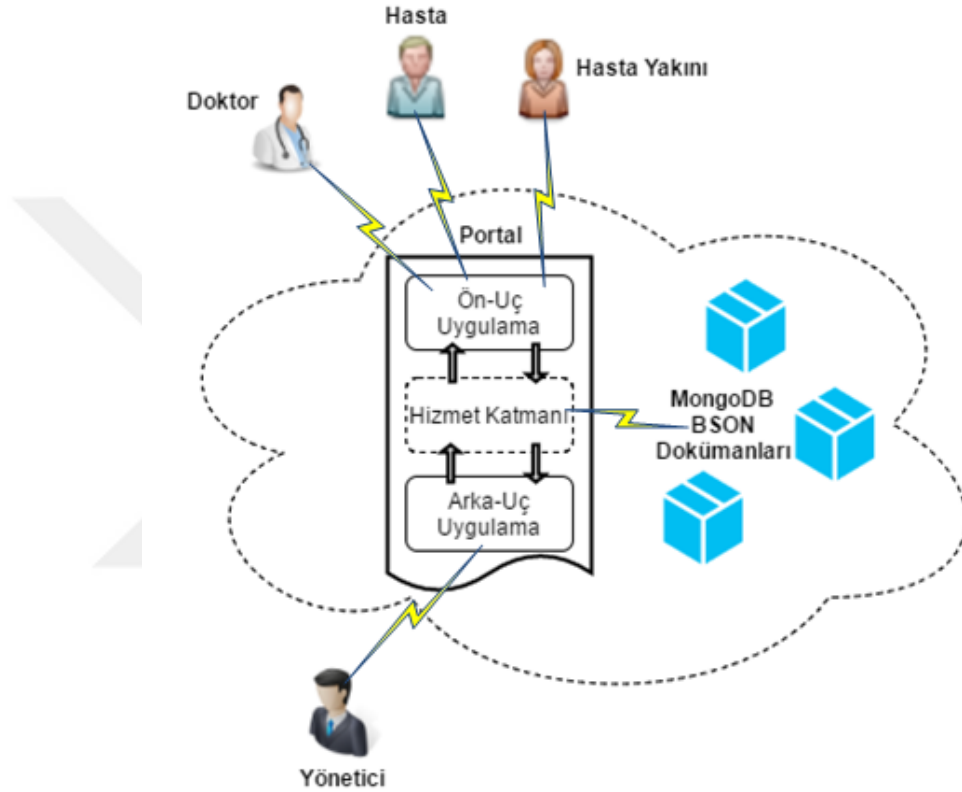 Hasta
Hasta Yakını
Doktor
Portal
Ön-Uç
Uygulama
Hizmet Katmanı
MongoDB
BSON
Dokümanları
Arka-Uç
Uygulama
Yönetici